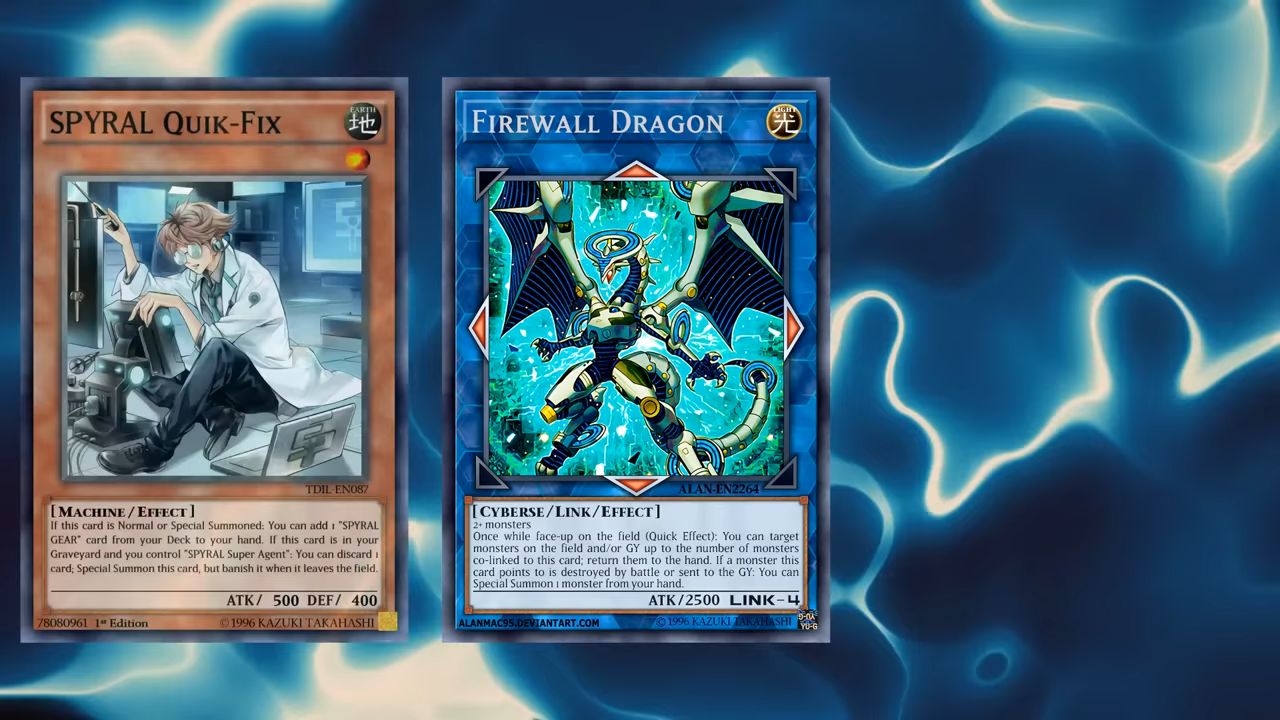 SPYRAL Quik-Fix
EARTH
地
TDIL-EN087
[Machine/Effect]
If this card is Normal or Special Summoned: You can add 1 "SPYRAL
GEAR" card from your Deck to your hand. If this card is in your
Graveyard and you control "SPYRAL Super Agent": You can discard 1
card; Special Summon this card, but banish it when it leaves the field.
ATK/ 500 DEF/ 400
78080961 1st Edition
©1996 KAZUKI TAKAHASHI
Firewall Dragon
LIGHT
光
ALAN-EN2264
[Cyberse/Link/Effect]
2+ monsters
Once while face-up on the field (Quick Effect): You can target
monsters on the field and/or GY up to the number of monsters
co-linked to this card; return them to the hand. If a monster this
card points to is destroyed by battle or sent to the GY: You can
Special Summon 1 monster from your hand.
ATK/2500 LINK-4
ALANMAC95.DEVIANTART.COM
©1996 KAZUKI TAKAHASHI